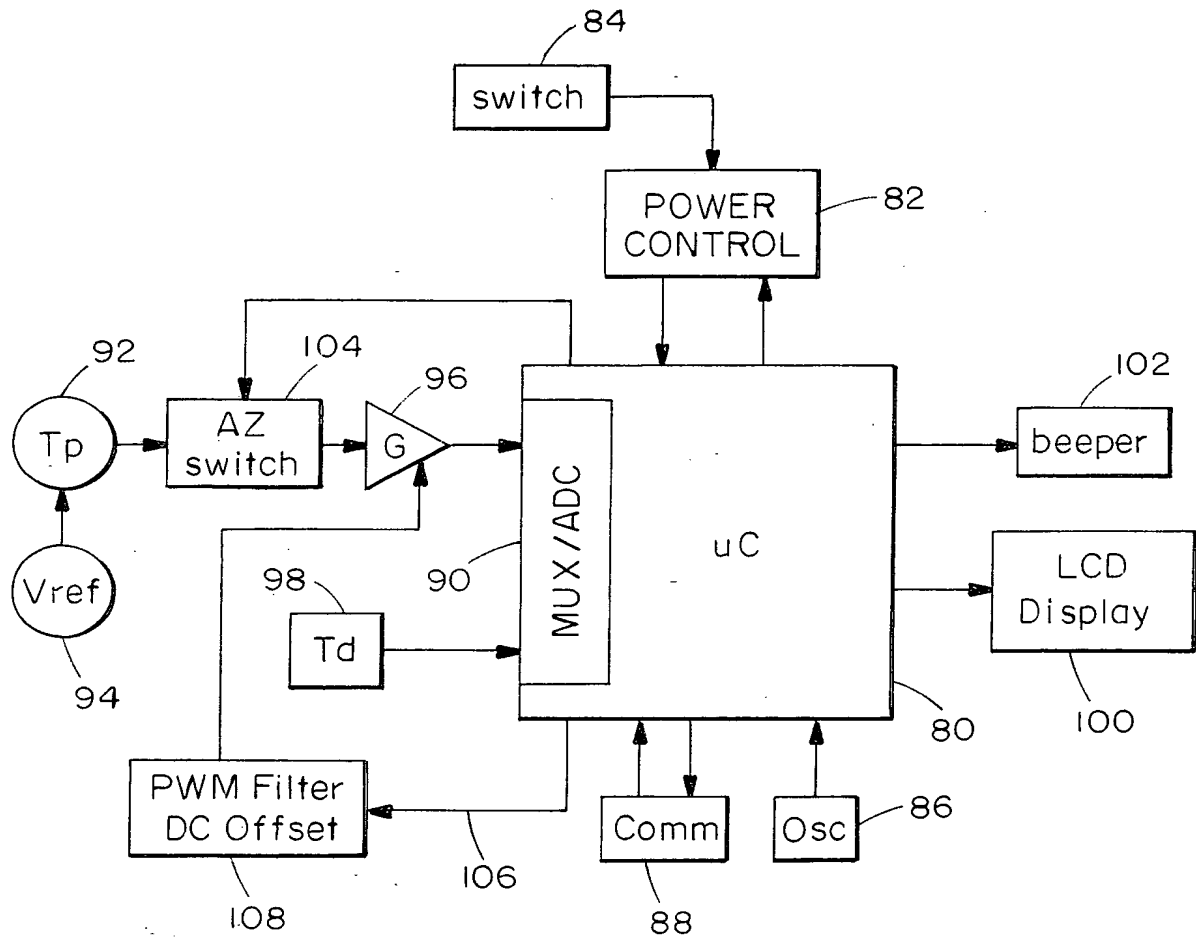 84
switch
POWER
CONTROL
82
92
104
96
102
Tp
AZ
switch
G
beeper
MUX/ADC
uC
90
Vref
98
LCD
Display
Td
94
80
100
PWM Filter
DC Offset
Comm
Osc
86
106
108
88